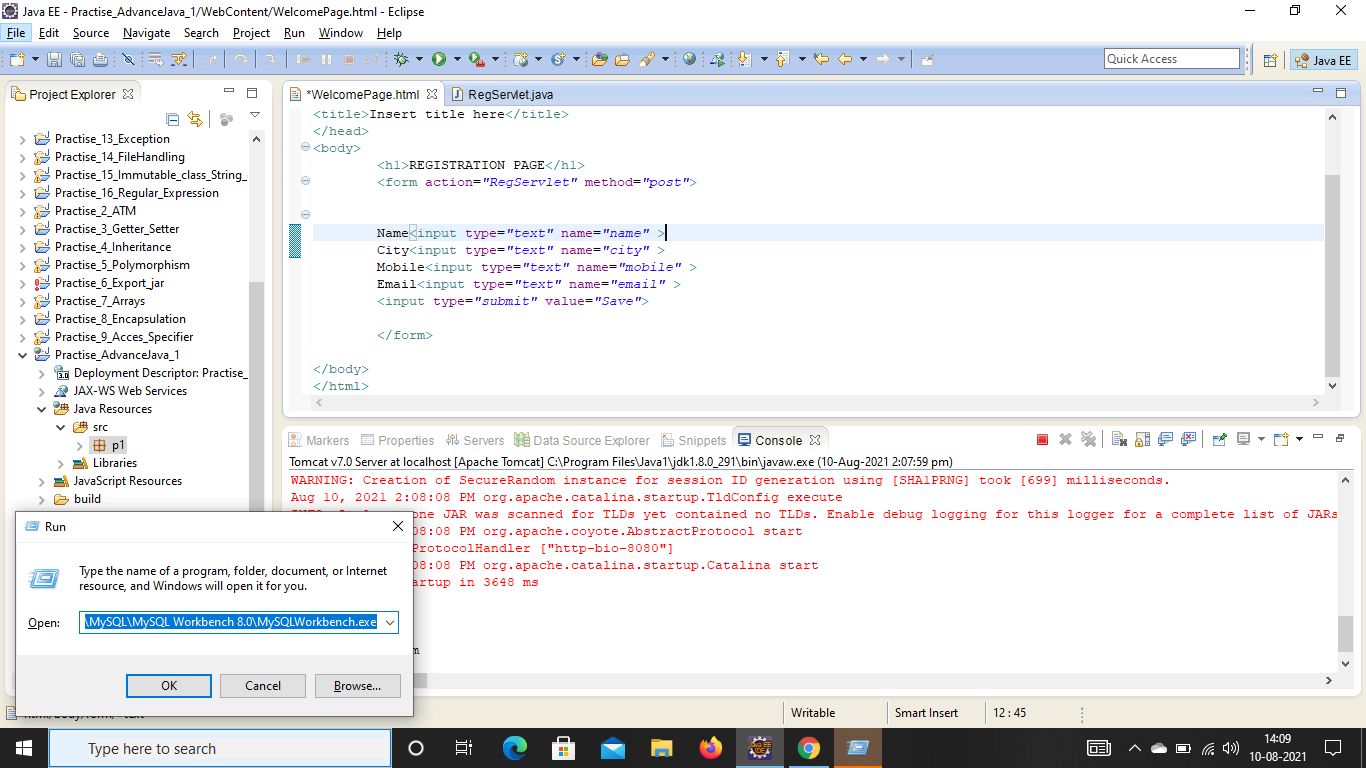 Java EE - Practise_AdvanceJava_1/WebContent/WelcomePage.html - Eclipse
File Edit Source Navigate Search Project Run Window Help
Quick Access
Java EE
Project Explorer
Practise_13_Exception
Practise_14_FileHandling
Practise_15_Immutable_class_String_
Practise_16_Regular_Expression
Practise_2_ATM
Practise_3_Getter_Setter
Practise_4_Inheritance
Practise_5_Polymorphism
Practise_6_Export_jar
Practise_7_Arrays
Practise_8_Encapsulation
Practise_9_Acces_Specifier
Practise_AdvanceJava_1
Deployment Descriptor: Practise_
JAX-WS Web Services
Java Resources
src
p1
Libraries
JavaScript Resources
build
*WelcomePage.html RegServlet.java
<title>Insert title here</title>
</head>
<body>
<h1>REGISTRATION PAGE</h1>
<form action="RegServlet" method="post">
Name<input type="text" name="name" >
City<input type="text" name="city" >
Mobile<input type="text" name="mobile" >
Email<input type="text" name="email" >
<input type="submit" value="Save">
</form>
</body>
</html>
Markers Properties Servers Data Source Explorer Snippets Console
Tomcat v7.0 Server at localhost [Apache Tomcat] C:\Program Files\Java1\jdk1.8.0_291\bin\javaw.exe (10-Aug-2021 2:07:59 pm)
WARNING: Creation of SecureRandom instance for session ID generation using [SHA1PRNG] took [699] milliseconds.
Aug 10, 2021 2:08:08 PM org.apache.catalina.startup.TldConfig execute
one JAR was scanned for TLDs yet contained no TLDs. Enable debug logging for this logger for a complete list of JARs
08:08 PM org.apache.coyote.AbstractProtocol start
ProtocolHandler ["http-bio-8080"]
08:08 PM org.apache.catalina.startup.Catalina start
artup in 3648 ms
m
Run
Type the name of a program, folder, document, or Internet
resource, and Windows will open it for you.
Open: \MySQL\MySQL Workbench 8.0\MySQLWorkbench.exe
OK Cancel Browse...
Writable Smart Insert 12 : 45
Type here to search
14:09
10-08-2021